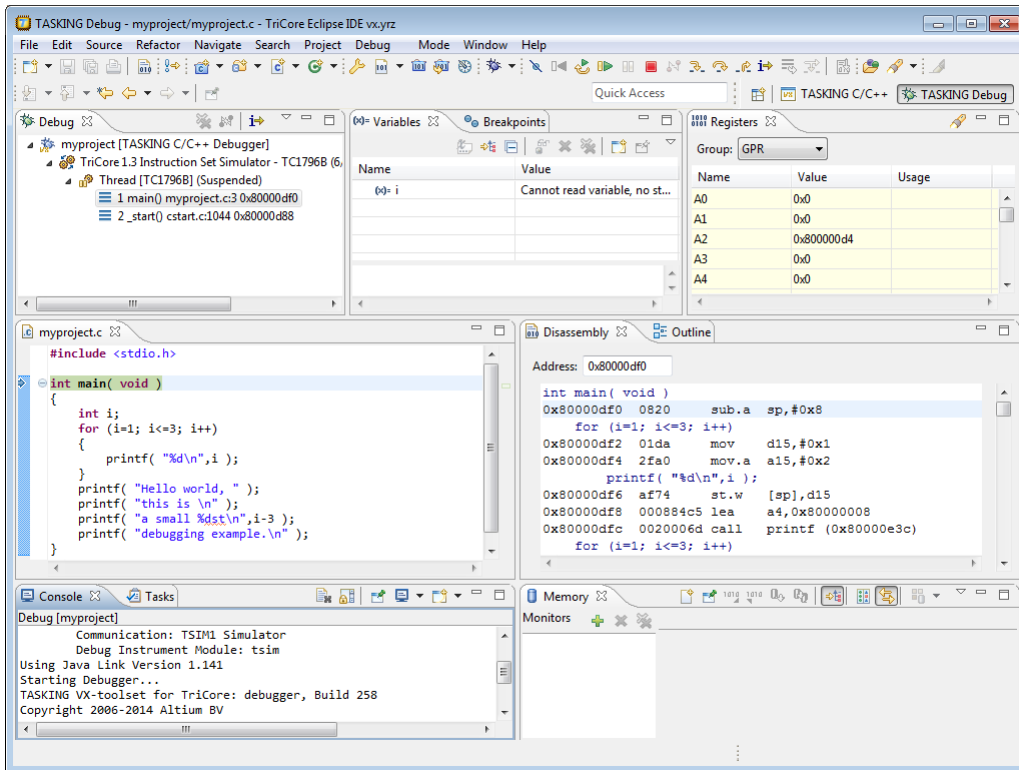 TASKING Debug - myproject/myproject.c - TriCore Eclipse IDE vx.yrz
File Edit Source Refactor Navigate Search Project Debug Mode Window Help
Quick Access
TASKING C/C++
TASKING Debug
Debug
myproject [TASKING C/C++ Debugger]
TriCore 1.3 Instruction Set Simulator - TC1796B (6,
Thread [TC1796B] (Suspended)
1 main() myproject.c:3 0x80000df0
2 _start() cstart.c:1044 0x80000d88
(x)= Variables
Breakpoints
Name Value
(x)= i Cannot read variable, no st...
Registers
Group: GPR
Name Value Usage
A0 0x0
A1 0x0
A2 0x800000d4
A3 0x0
A4 0x0
myproject.c
#include <stdio.h>
int main( void )
{
int i;
for (i=1; i<=3; i++)
{
printf( "%d\n",i );
}
printf( "Hello world, " );
printf( "this is \n" );
printf( "a small %dst\n",i-3 );
printf( "debugging example.\n" );
}
Disassembly
Outline
Address: 0x80000df0
int main( void )
0x80000df0 0820 sub.a sp,#0x8
for (i=1; i<=3; i++)
0x80000df2 01da mov d15,#0x1
0x80000df4 2fa0 mov.a a15,#0x2
printf( "%d\n",i );
0x80000df6 af74 st.w [sp],d15
0x80000df8 000884c5 lea a4,0x80000008
0x80000dfc 0020006d call printf (0x80000e3c)
for (i=1; i<=3; i++)
Console
Tasks
Debug [myproject]
Communication: TSIM1 Simulator
Debug Instrument Module: tsim
Using Java Link Version 1.141
Starting Debugger...
TASKING VX-toolset for TriCore: debugger, Build 258
Copyright 2006-2014 Altium BV
Memory
Monitors